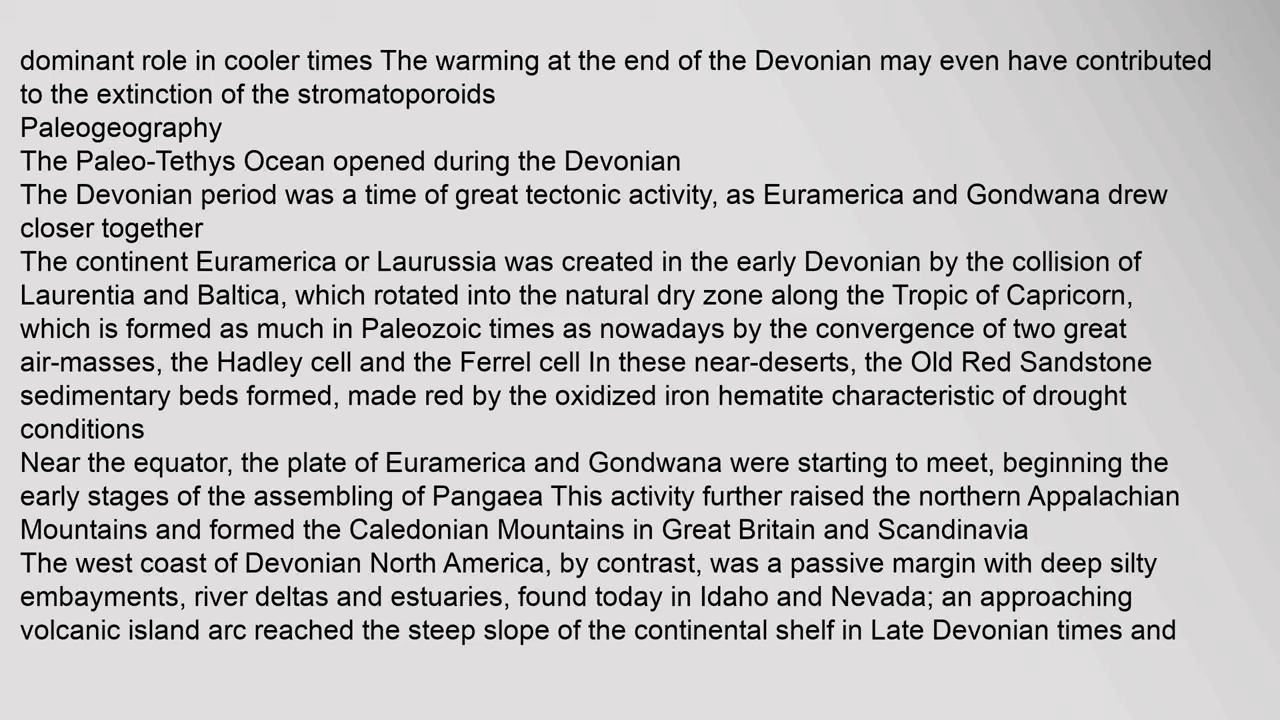 dominant role in cooler times The warming at the end of the Devonian may even have contributed
to the extinction of the stromatoporoids
Paleogeography
The Paleo-Tethys Ocean opened during the Devonian
The Devonian period was a time of great tectonic activity, as Euramerica and Gondwana drew
closer together
The continent Euramerica or Laurussia was created in the early Devonian by the collision of
Laurentia and Baltica, which rotated into the natural dry zone along the Tropic of Capricorn,
which is formed as much in Paleozoic times as nowadays by the convergence of two great
air-masses, the Hadley cell and the Ferrel cell In these near-deserts, the Old Red Sandstone
sedimentary beds formed, made red by the oxidized iron hematite characteristic of drought
conditions
Near the equator, the plate of Euramerica and Gondwana were starting to meet, beginning the
early stages of the assembling of Pangaea This activity further raised the northern Appalachian
Mountains and formed the Caledonian Mountains in Great Britain and Scandinavia
The west coast of Devonian North America, by contrast, was a passive margin with deep silty
embayments, river deltas and estuaries, found today in Idaho and Nevada; an approaching
volcanic island arc reached the steep slope of the continental shelf in Late Devonian times and